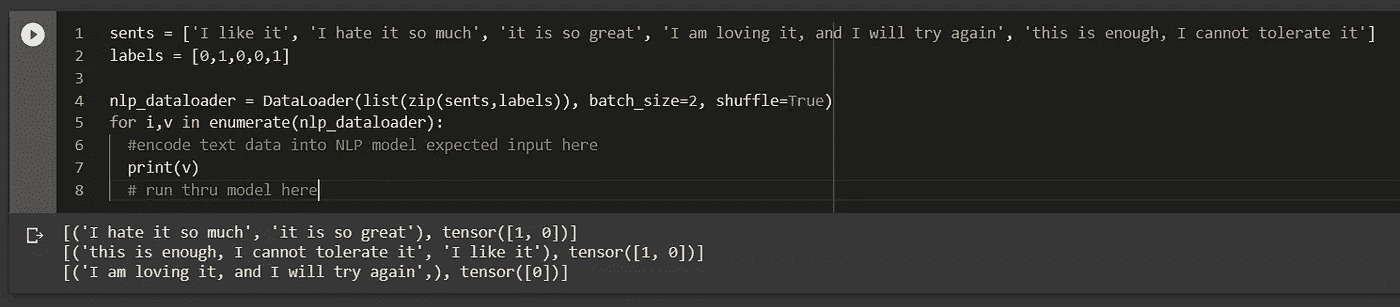 1 sents = ['I like it', 'I hate it so much', 'it is so great', 'I am loving it, and I will try again', 'this is enough, I cannot tolerate it']
2 labels = [0,1,0,0,1]
3
4 nlp_dataloader = DataLoader(list(zip(sents,labels)), batch_size=2, shuffle=True)
5 for i,v in enumerate(nlp_dataloader):
6   #encode text data into NLP model expected input here
7   print(v)
8   # run thru model here
[('I hate it so much', 'it is so great'), tensor([1, 0])]
[('this is enough, I cannot tolerate it', 'I like it'), tensor([1, 0])]
[('I am loving it, and I will try again',), tensor([0])]